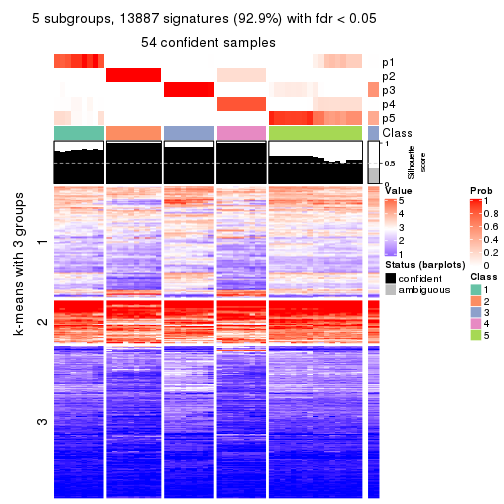 5 subgroups, 13887 signatures (92.9%) with fdr < 0.05
54 confident samples
p1
p2
p3
p4
p5
Class
1
0.5
0
Silhouette
score
k-means with 3 groups
1
2
3
Value
5
4
3
2
1
Status (barplots)
confident
ambiguous
Prob
1
0.8
0.6
0.4
0.2
0
Class
1
2
3
4
5